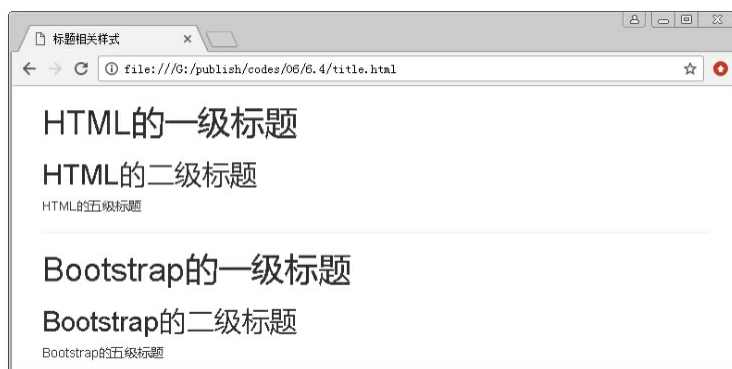 标题相关样式
file:///G:/publish/codes/06/6.4/title.html
HTML的一级标题
HTML的二级标题
HTML的五级标题
Bootstrap的一级标题
Bootstrap的二级标题
Bootstrap的五级标题